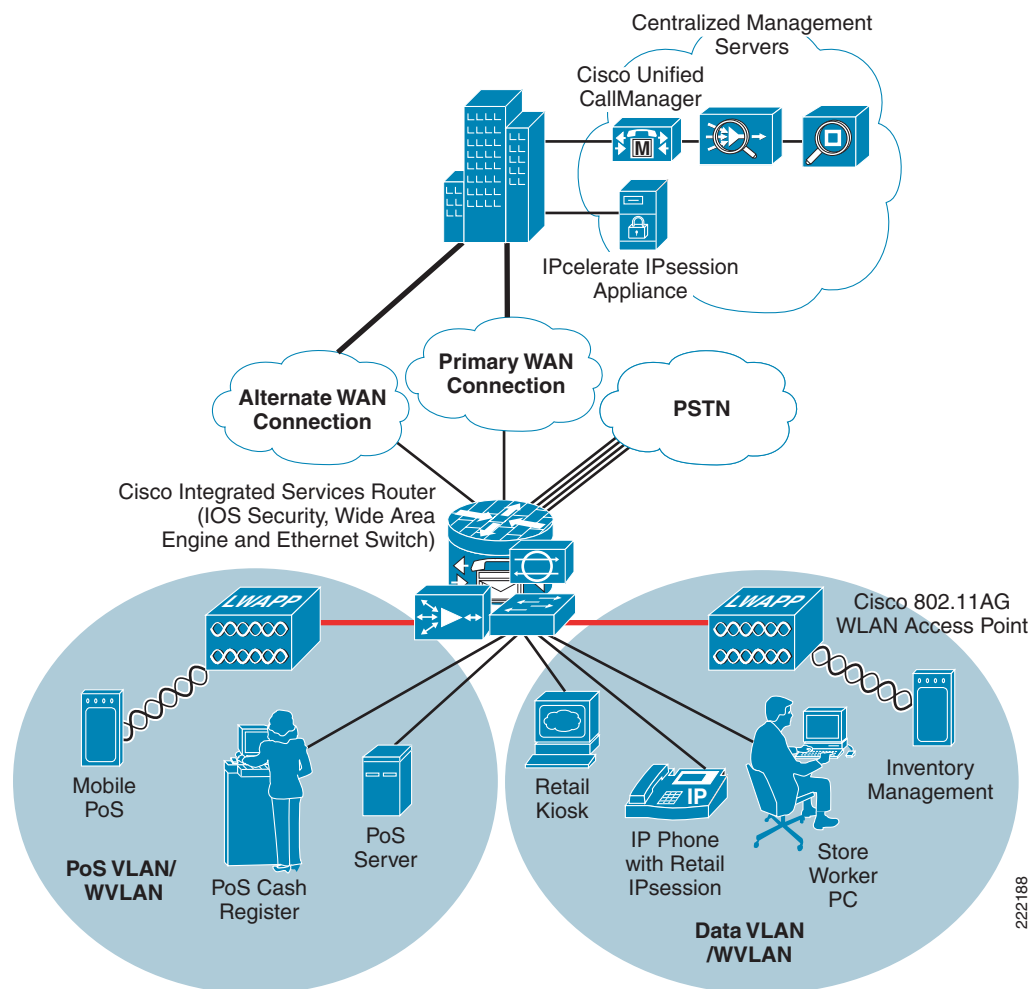 Centralized Management
Servers
Cisco Unified
CallManager
M
IPcelerate IPsession
Appliance
Primary WAN
Connection
Alternate WAN
Connection
PSTN
Cisco Integrated Services Router
(IOS Security, Wide Area
Engine and Ethernet Switch)
LWAPP
LWAPP
Cisco 802.11AG
WLAN Access Point
Mobile
PoS
PoS Cash
Register
PoS
Server
PoS VLAN/
WVLAN
Retail
Kiosk
IP
IP Phone
with Retail
IPsession
Store
Worker
PC
Inventory
Management
Data VLAN
/WVLAN
222188